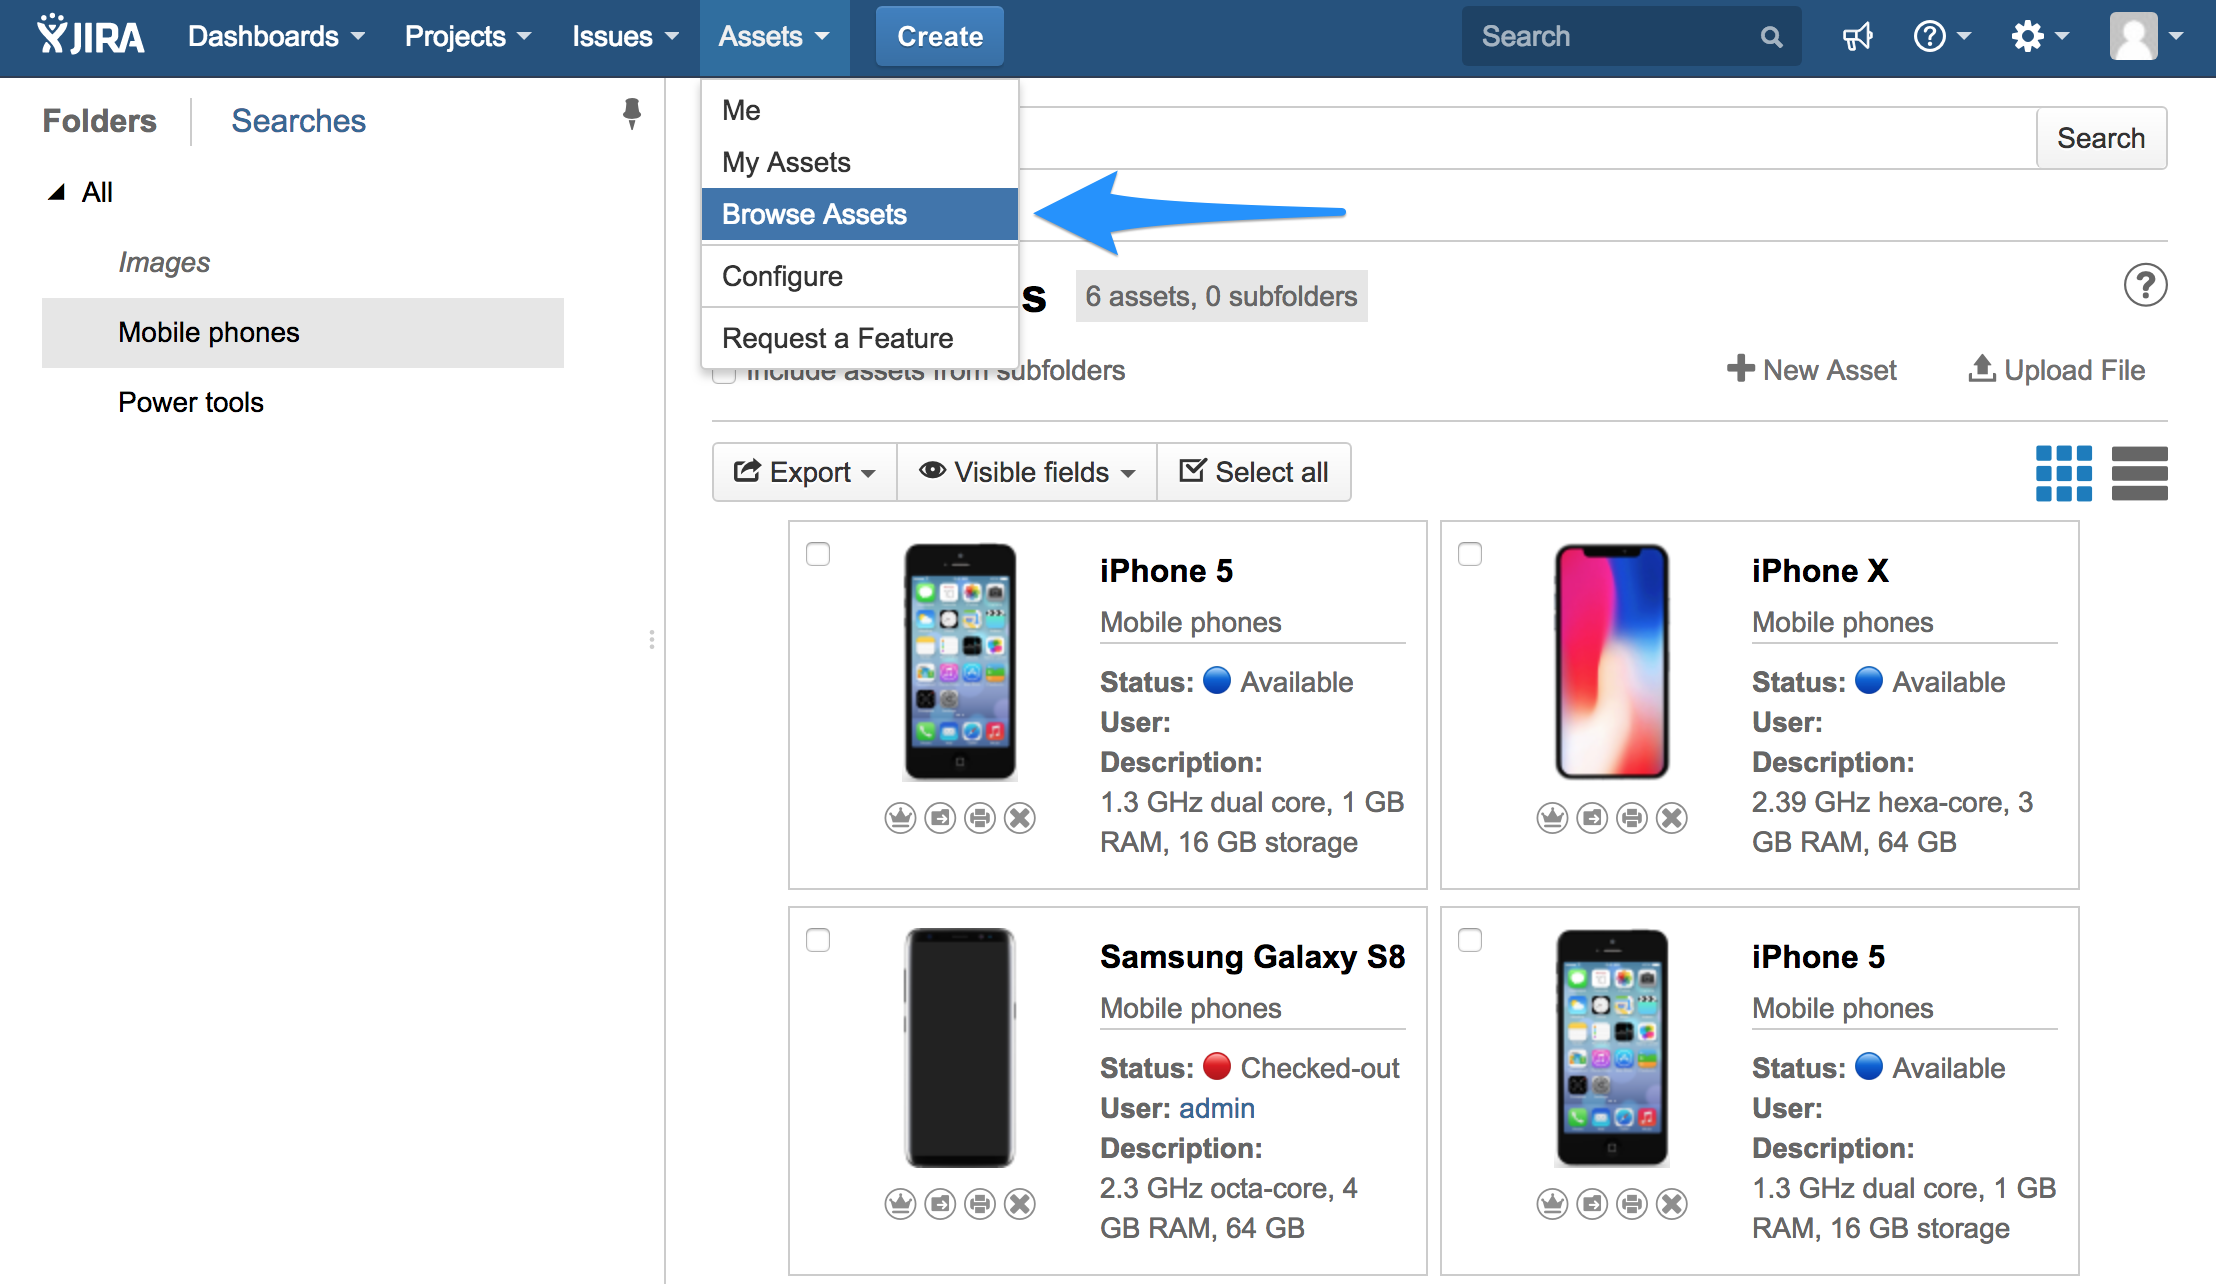 JIRA Dashboards Projects Issues Assets Create Search
Folders Searches
All
Images
Mobile phones
Power tools
Me
My Assets
Browse Assets
Configure
Request a Feature
Search
s 6 assets, 0 subfolders
Include assets from subfolders New Asset Upload File
Export Visible fields Select all
iPhone 5
Mobile phones
Status: Available
User:
Description:
1.3 GHz dual core, 1 GB
RAM, 16 GB storage
iPhone X
Mobile phones
Status: Available
User:
Description:
2.39 GHz hexa-core, 3
GB RAM, 64 GB
Samsung Galaxy S8
Mobile phones
Status: Checked-out
User: admin
Description:
2.3 GHz octa-core, 4
GB RAM, 64 GB
iPhone 5
Mobile phones
Status: Available
User:
Description:
1.3 GHz dual core, 1 GB
RAM, 16 GB storage